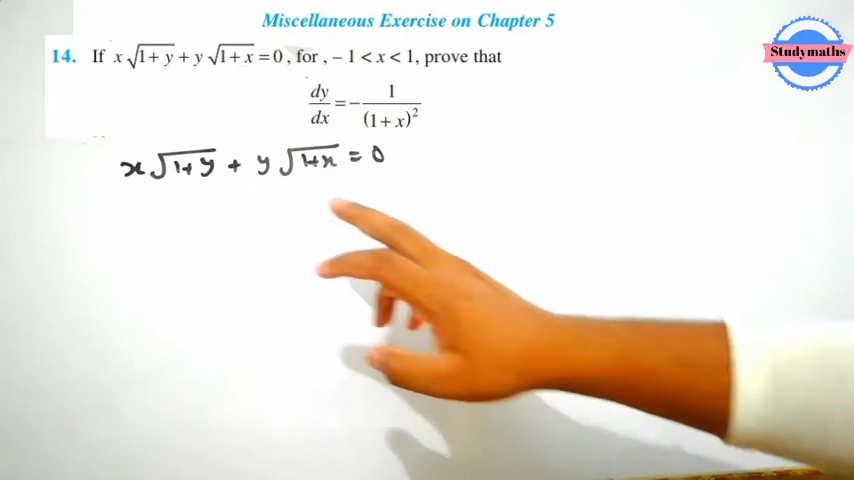 Miscellaneous Exercise on Chapter 5
Studymaths
14. If x√(1+y) + y√(1+x) = 0 , for , – 1 < x < 1, prove that
dy/dx = – 1/(1+x)²
x√(1+y) + y√(1+x) = 0